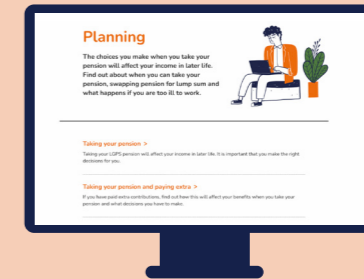 Planning
The choices you make when you take your
pension will affect your income in later life.
Find out about when you can take your
pension, swapping pension for lump sum and
what happens if you are too ill to work.
Taking your pension >
Taking your LGPS pension will affect your income in later life. It is important that you make the right
decisions for you.
Taking your pension and paying extra >
If you have paid extra contributions, find out how this will affect your benefits when you take your
pension and what decisions you have to make.